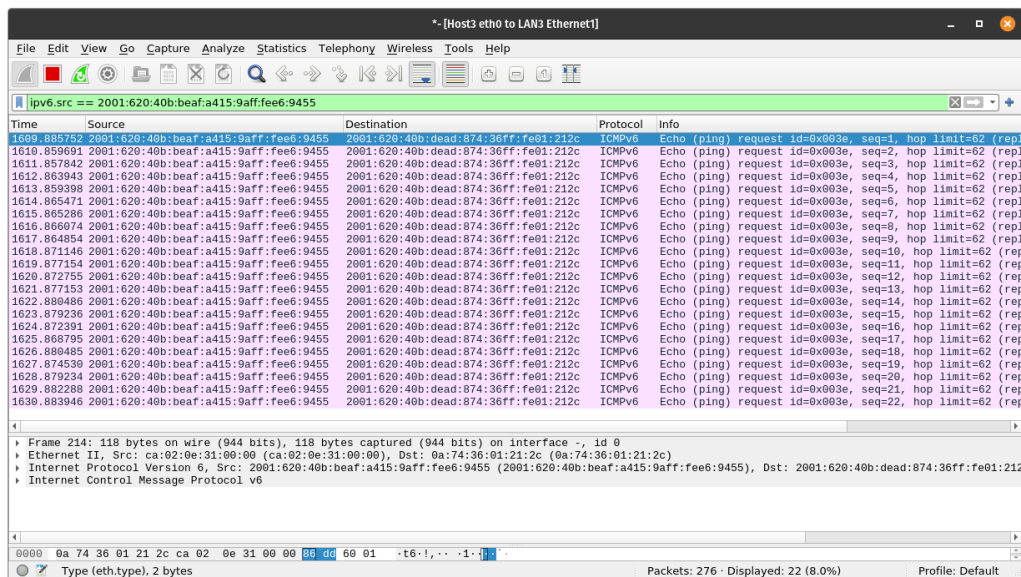 *- [Host3 eth0 to LAN3 Ethernet1]
File Edit View Go Capture Analyze Statistics Telephony Wireless Tools Help
ipv6.src == 2001:620:40b:beaf:a415:9aff:fee6:9455
Time Source Destination Protocol Info
1609.885752 2001:620:40b:beaf:a415:9aff:fee6:9455 2001:620:40b:dead:874:36ff:fe01:212c ICMPv6 Echo (ping) request id=0x003e, seq=1, hop limit=62 (repl
1610.859691 2001:620:40b:beaf:a415:9aff:fee6:9455 2001:620:40b:dead:874:36ff:fe01:212c ICMPv6 Echo (ping) request id=0x003e, seq=2, hop limit=62 (repl
1611.857842 2001:620:40b:beaf:a415:9aff:fee6:9455 2001:620:40b:dead:874:36ff:fe01:212c ICMPv6 Echo (ping) request id=0x003e, seq=3, hop limit=62 (repl
1612.863943 2001:620:40b:beaf:a415:9aff:fee6:9455 2001:620:40b:dead:874:36ff:fe01:212c ICMPv6 Echo (ping) request id=0x003e, seq=4, hop limit=62 (repl
1613.859398 2001:620:40b:beaf:a415:9aff:fee6:9455 2001:620:40b:dead:874:36ff:fe01:212c ICMPv6 Echo (ping) request id=0x003e, seq=5, hop limit=62 (repl
1614.865471 2001:620:40b:beaf:a415:9aff:fee6:9455 2001:620:40b:dead:874:36ff:fe01:212c ICMPv6 Echo (ping) request id=0x003e, seq=6, hop limit=62 (repl
1615.865286 2001:620:40b:beaf:a415:9aff:fee6:9455 2001:620:40b:dead:874:36ff:fe01:212c ICMPv6 Echo (ping) request id=0x003e, seq=7, hop limit=62 (repl
1616.866074 2001:620:40b:beaf:a415:9aff:fee6:9455 2001:620:40b:dead:874:36ff:fe01:212c ICMPv6 Echo (ping) request id=0x003e, seq=8, hop limit=62 (repl
1617.864854 2001:620:40b:beaf:a415:9aff:fee6:9455 2001:620:40b:dead:874:36ff:fe01:212c ICMPv6 Echo (ping) request id=0x003e, seq=9, hop limit=62 (repl
1618.871146 2001:620:40b:beaf:a415:9aff:fee6:9455 2001:620:40b:dead:874:36ff:fe01:212c ICMPv6 Echo (ping) request id=0x003e, seq=10, hop limit=62 (rep
1619.877154 2001:620:40b:beaf:a415:9aff:fee6:9455 2001:620:40b:dead:874:36ff:fe01:212c ICMPv6 Echo (ping) request id=0x003e, seq=11, hop limit=62 (rep
1620.872755 2001:620:40b:beaf:a415:9aff:fee6:9455 2001:620:40b:dead:874:36ff:fe01:212c ICMPv6 Echo (ping) request id=0x003e, seq=12, hop limit=62 (rep
1621.877153 2001:620:40b:beaf:a415:9aff:fee6:9455 2001:620:40b:dead:874:36ff:fe01:212c ICMPv6 Echo (ping) request id=0x003e, seq=13, hop limit=62 (rep
1622.880486 2001:620:40b:beaf:a415:9aff:fee6:9455 2001:620:40b:dead:874:36ff:fe01:212c ICMPv6 Echo (ping) request id=0x003e, seq=14, hop limit=62 (rep
1623.879236 2001:620:40b:beaf:a415:9aff:fee6:9455 2001:620:40b:dead:874:36ff:fe01:212c ICMPv6 Echo (ping) request id=0x003e, seq=15, hop limit=62 (rep
1624.872391 2001:620:40b:beaf:a415:9aff:fee6:9455 2001:620:40b:dead:874:36ff:fe01:212c ICMPv6 Echo (ping) request id=0x003e, seq=16, hop limit=62 (rep
1625.868795 2001:620:40b:beaf:a415:9aff:fee6:9455 2001:620:40b:dead:874:36ff:fe01:212c ICMPv6 Echo (ping) request id=0x003e, seq=17, hop limit=62 (rep
1626.880485 2001:620:40b:beaf:a415:9aff:fee6:9455 2001:620:40b:dead:874:36ff:fe01:212c ICMPv6 Echo (ping) request id=0x003e, seq=18, hop limit=62 (rep
1627.874530 2001:620:40b:beaf:a415:9aff:fee6:9455 2001:620:40b:dead:874:36ff:fe01:212c ICMPv6 Echo (ping) request id=0x003e, seq=19, hop limit=62 (rep
1628.879234 2001:620:40b:beaf:a415:9aff:fee6:9455 2001:620:40b:dead:874:36ff:fe01:212c ICMPv6 Echo (ping) request id=0x003e, seq=20, hop limit=62 (rep
1629.882288 2001:620:40b:beaf:a415:9aff:fee6:9455 2001:620:40b:dead:874:36ff:fe01:212c ICMPv6 Echo (ping) request id=0x003e, seq=21, hop limit=62 (rep
1630.883946 2001:620:40b:beaf:a415:9aff:fee6:9455 2001:620:40b:dead:874:36ff:fe01:212c ICMPv6 Echo (ping) request id=0x003e, seq=22, hop limit=62 (rep
Frame 214: 118 bytes on wire (944 bits), 118 bytes captured (944 bits) on interface -, id 0
Ethernet II, Src: ca:02:0e:31:00:00 (ca:02:0e:31:00:00), Dst: 0a:74:36:01:21:2c (0a:74:36:01:21:2c)
Internet Protocol Version 6, Src: 2001:620:40b:beaf:a415:9aff:fee6:9455 (2001:620:40b:beaf:a415:9aff:fee6:9455), Dst: 2001:620:40b:dead:874:36ff:fe01:212
Internet Control Message Protocol v6
0000 0a 74 36 01 21 2c ca 02 0e 31 00 00 86 dd 60 01 ·t6·!,·· ·1····`·
Type (eth.type), 2 bytes Packets: 276 · Displayed: 22 (8.0%) Profile: Default